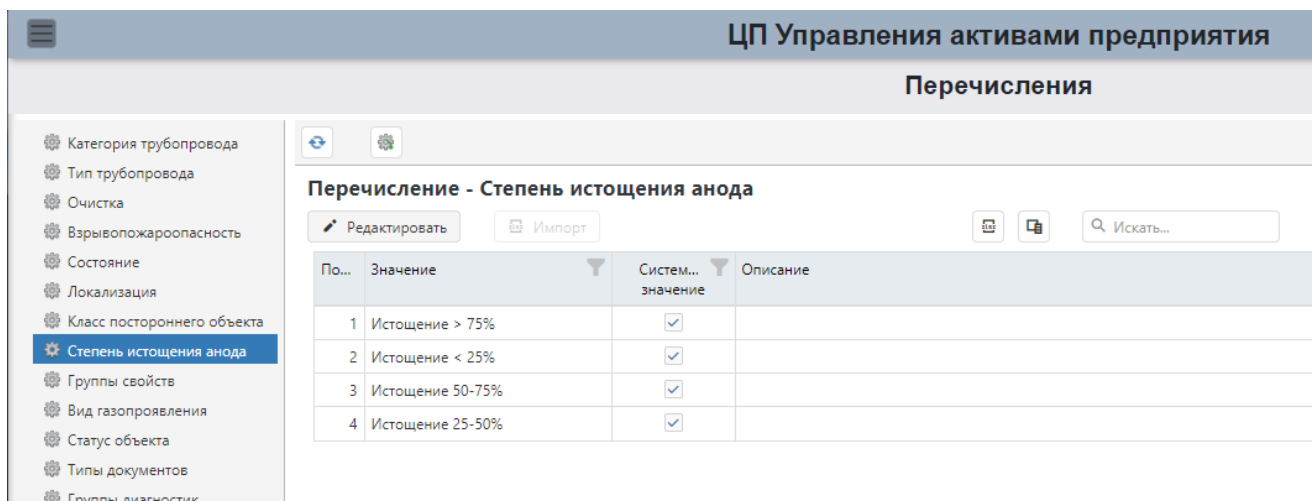 ЦП Управления активами предприятия
Перечисления
Категория трубопровода
Тип трубопровода
Очистка
Взрывопожароопасность
Состояние
Локализация
Класс постороннего объекта
Степень истощения анода
Группы свойств
Вид газопроявления
Статус объекта
Типы документов
Группы диагностик
Перечисление - Степень истощения анода
Редактировать Импорт Искать...
По... Значение Систем... значение Описание
1 Истощение > 75%
2 Истощение < 25%
3 Истощение 50-75%
4 Истощение 25-50%